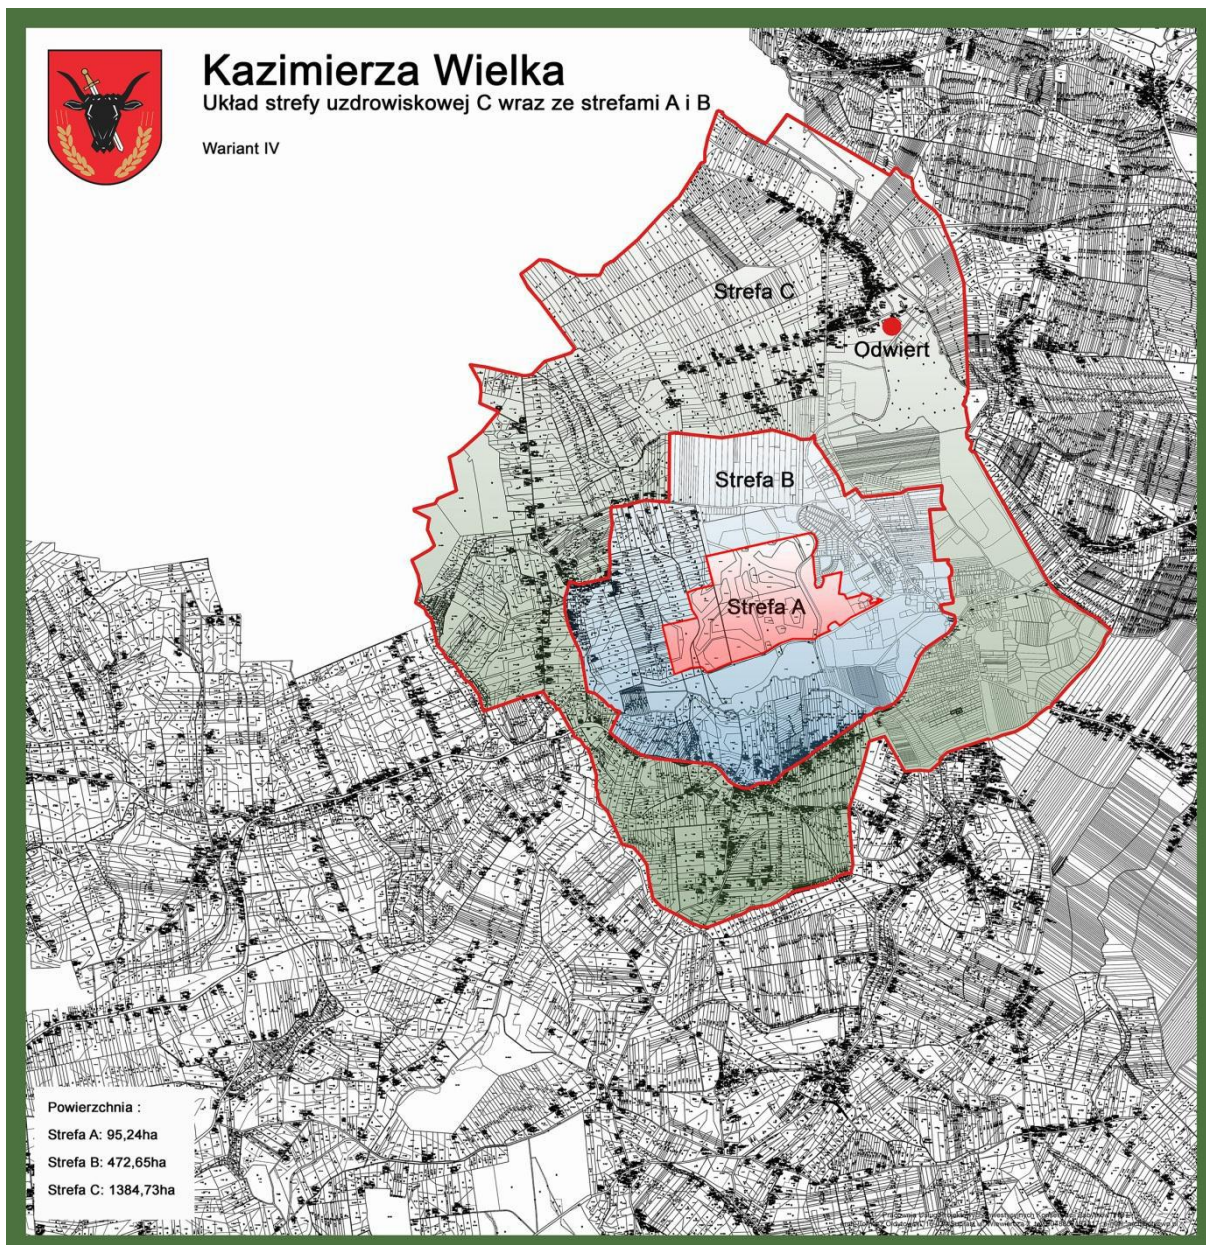 Kazimierza Wielka
Układ strefy uzdrowiskowej C wraz ze strefami A i B
Wariant IV
Strefa C
Odwiert
Strefa B
Strefa A
Powierzchnia :
Strefa A: 95,24ha
Strefa B: 472,65ha
Strefa C: 1384,73ha